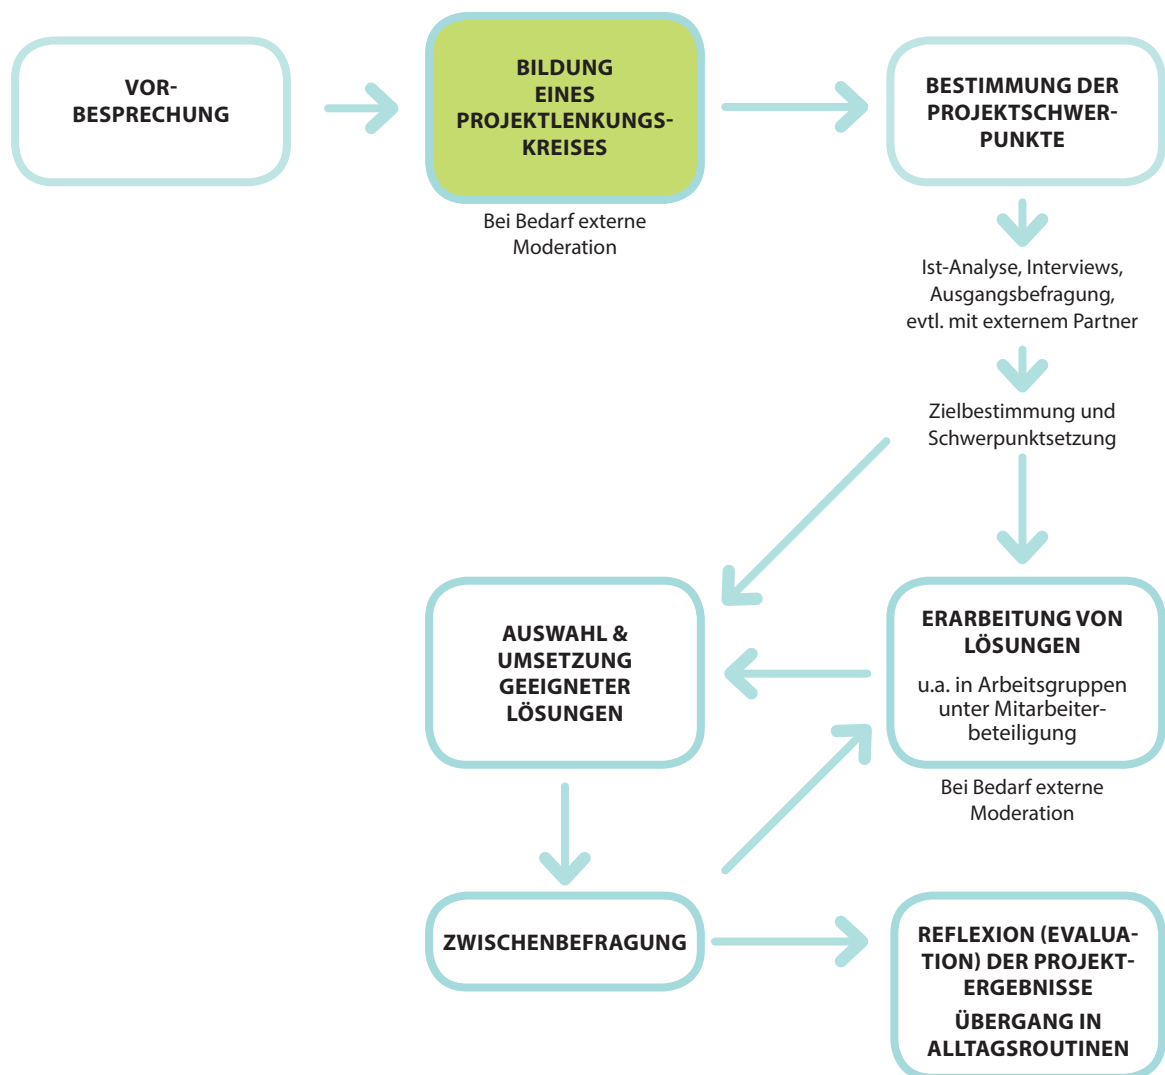 VOR-
BESPRECHUNG
BILDUNG
EINES
PROJEKTLENKUNGS-
KREISES
Bei Bedarf externe
Moderation
BESTIMMUNG DER
PROJEKTSCHWER-
PUNKTE
Ist-Analyse, Interviews,
Ausgangsbefragung,
evtl. mit externem Partner
Zielbestimmung und
Schwerpunktsetzung
ERARBEITUNG VON
LÖSUNGEN
u.a. in Arbeitsgruppen
unter Mitarbeiter-
beteiligung
Bei Bedarf externe
Moderation
AUSWAHL &
UMSETZUNG
GEEIGNETER
LÖSUNGEN
ZWISCHENBEFRAGUNG
REFLEXION (EVALUA-
TION) DER PROJEKT-
ERGEBNISSE
ÜBERGANG IN
ALLTAGSROUTINEN